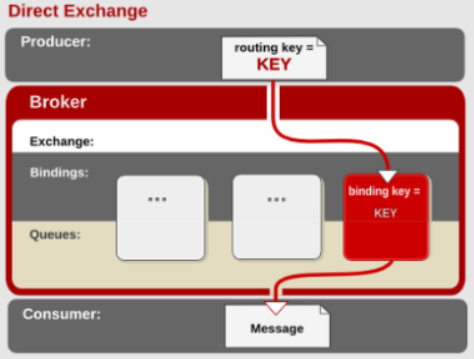 Direct Exchange
Producer:
routing key =
KEY
Broker
Exchange:
Bindings:
...
...
binding key =
KEY
Queues:
Consumer:
Message